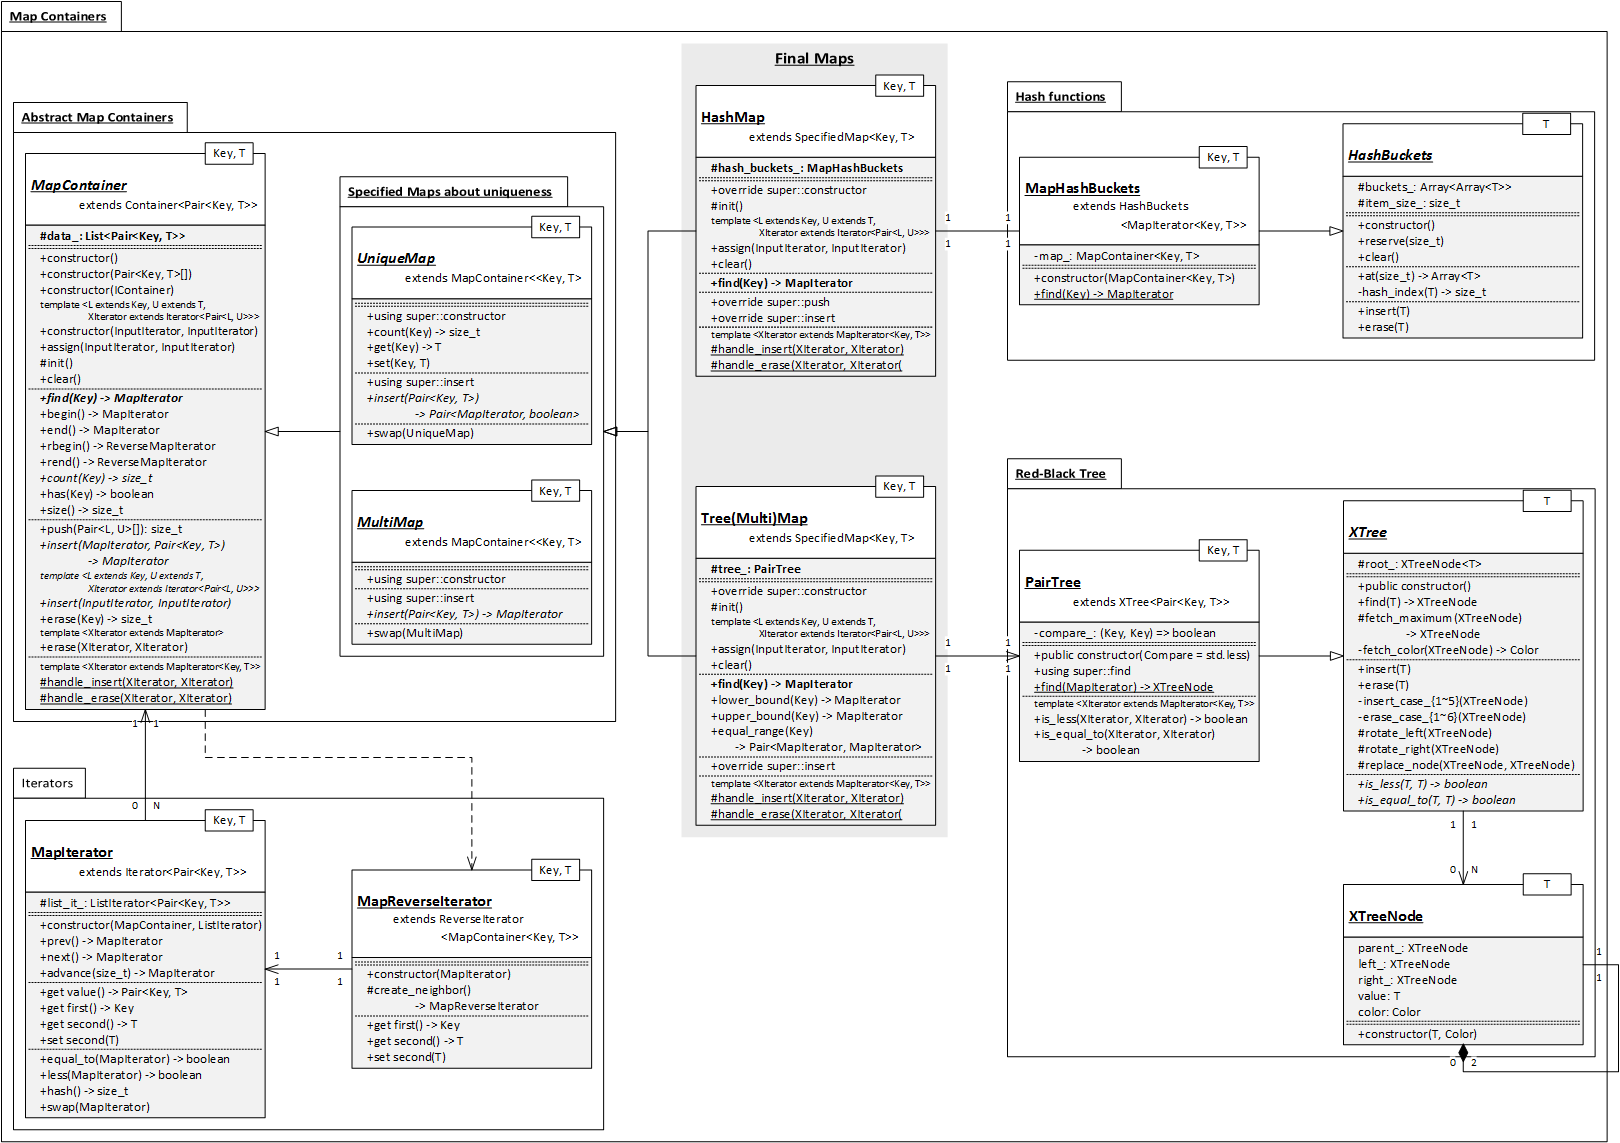 Map Containers
Abstract Map Containers
Key, T
MapContainer
extends Container<Pair<Key, T>>
#data_: List<Pair<Key, T>>
+constructor()
+constructor(Pair<Key, T>[])
+constructor(IContainer)
template <L extends Key, U extends T,
XIterator extends Iterator<Pair<L, U>>>
+constructor(InputIterator, InputIterator)
+assign(InputIterator, InputIterator)
#init()
+clear()
+find(Key) -> MapIterator
+begin() -> MapIterator
+end() -> MapIterator
+rbegin() -> ReverseMapIterator
+rend() -> ReverseMapIterator
+count(Key) -> size_t
+has(Key) -> boolean
+size() -> size_t
+push(Pair<L, U>[]): size_t
+insert(MapIterator, Pair<Key, T>)
-> MapIterator
template <L extends Key, U extends T,
XIterator extends Iterator<Pair<L, U>>>
+insert(InputIterator, InputIterator)
+erase(Key) -> size_t
template <XIterator extends MapIterator>
+erase(XIterator, XIterator)
template <XIterator extends MapIterator<Key, T>>
#handle_insert(XIterator, XIterator)
#handle_erase(XIterator, XIterator)
Specified Maps about uniqueness
Key, T
UniqueMap
extends MapContainer<<Key, T>
+using super::constructor
+count(Key) -> size_t
+get(Key) -> T
+set(Key, T)
+using super::insert
+insert(Pair<Key, T>)
-> Pair<MapIterator, boolean>
+swap(UniqueMap)
Key, T
MultiMap
extends MapContainer<<Key, T>
+using super::constructor
+using super::insert
+insert(Pair<Key, T>) -> MapIterator
+swap(MultiMap)
Final Maps
Key, T
HashMap
extends SpecifiedMap<Key, T>
#hash_buckets_: MapHashBuckets
+override super::constructor
#init()
template <L extends Key, U extends T,
XIterator extends Iterator<Pair<L, U>>>
+assign(InputIterator, InputIterator)
+clear()
+find(Key) -> MapIterator
+override super::push
+override super::insert
template <XIterator extends MapIterator<Key, T>>
#handle_insert(XIterator, XIterator)
#handle_erase(XIterator, XIterator(
1 1
1 1
Key, T
Tree(Multi)Map
extends SpecifiedMap<Key, T>
#tree_: PairTree
+override super::constructor
#init()
template <L extends Key, U extends T,
XIterator extends Iterator<Pair<L, U>>>
+assign(InputIterator, InputIterator)
+clear()
+find(Key) -> MapIterator
+lower_bound(Key) -> MapIterator
+upper_bound(Key) -> MapIterator
+equal_range(Key)
-> Pair<MapIterator, MapIterator>
+override super::insert
template <XIterator extends MapIterator<Key, T>>
#handle_insert(XIterator, XIterator)
#handle_erase(XIterator, XIterator(
1 1
1 1
Hash functions
Key, T
MapHashBuckets
extends HashBuckets
<MapIterator<Key, T>>
-map_: MapContainer<Key, T>
+constructor(MapContainer<Key, T>)
+find(Key) -> MapIterator
T
HashBuckets
#buckets_: Array<Array<T>>
#item_size_: size_t
+constructor()
+reserve(size_t)
+clear()
+at(size_t) -> Array<T>
-hash_index(T) -> size_t
+insert(T)
+erase(T)
Red-Black Tree
Key, T
PairTree
extends XTree<Pair<Key, T>>
-compare_: (Key, Key) => boolean
+public constructor(Compare = std.less)
+using super::find
+find(MapIterator) -> XTreeNode
template <XIterator extends MapIterator<Key, T>>
+is_less(XIterator, XIterator) -> boolean
+is_equal_to(XIterator, XIterator)
-> boolean
T
XTree
#root_: XTreeNode<T>
+public constructor()
+find(T) -> XTreeNode
#fetch_maximum (XTreeNode)
-> XTreeNode
-fetch_color(XTreeNode) -> Color
+insert(T)
+erase(T)
-insert_case_{1~5}(XTreeNode)
-erase_case_{1~6}(XTreeNode)
#rotate_left(XTreeNode)
#rotate_right(XTreeNode)
#replace_node(XTreeNode, XTreeNode)
+is_less(T, T) -> boolean
+is_equal_to(T, T) -> boolean
1 1
0 N
T
XTreeNode
parent_: XTreeNode
left_: XTreeNode
right_: XTreeNode
value: T
color: Color
+constructor(T, Color)
1
1
0 2
1 1
0 N
Iterators
Key, T
MapIterator
extends Iterator<Pair<Key, T>>
#list_it_: ListIterator<Pair<Key, T>>
+constructor(MapContainer, ListIterator)
+prev() -> MapIterator
+next() -> MapIterator
+advance(size_t) -> MapIterator
+get value() -> Pair<Key, T>
+get first() -> Key
+get second() -> T
+set second(T)
+equal_to(MapIterator) -> boolean
+less(MapIterator) -> boolean
+hash() -> size_t
+swap(MapIterator)
1 1
1 1
Key, T
MapReverseIterator
extends ReverseIterator
<MapContainer<Key, T>>
+constructor(MapIterator)
#create_neighbor()
-> MapReverseIterator
+get first() -> Key
+get second() -> T
+set second(T)